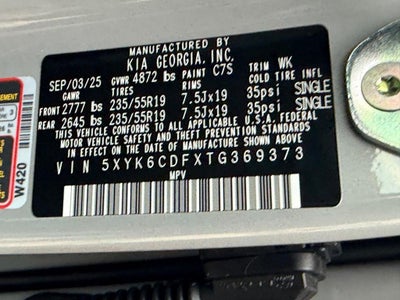 MANUFACTURED BY
KIA GEORGIA, INC.
SEP/03/25 GVWR 4872 lbs PAINT C7S TRIM WK
GAWR TIRES RIMS COLD TIRE INFL
FRONT 2777 lbs 235/55R19 7.5Jx19 35psi SINGLE
REAR 2645 lbs 235/55R19 7.5Jx19 35psi SINGLE
THIS VEHICLE CONFORMS TO ALL APPLICABLE U.S.FEDERAL
MOTOR VEHICLE SAFETY AND THEFT PREVENTION STANDARDS
IN EFFECT ON THE DATE OF MANUFACTURE SHOWN ABOVE
VIN 5XYK6CDFXTG369373
MPV
W420